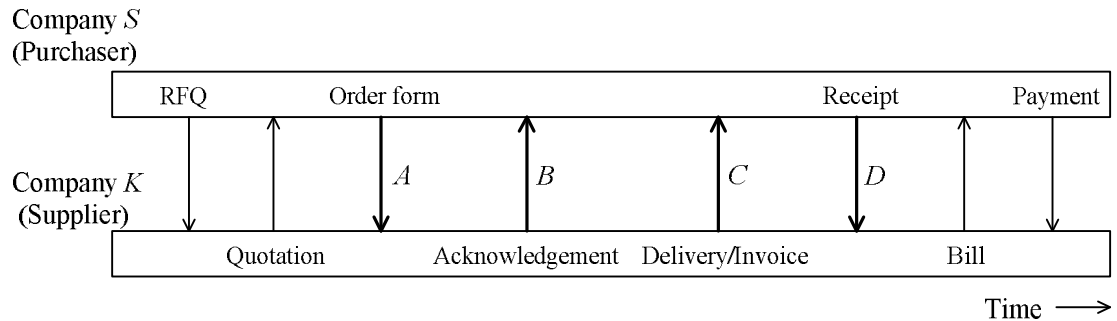 Company S
(Purchaser)
RFQ Order form Receipt Payment
A B C D
Company K
(Supplier)
Quotation Acknowledgement Delivery/Invoice Bill
Time